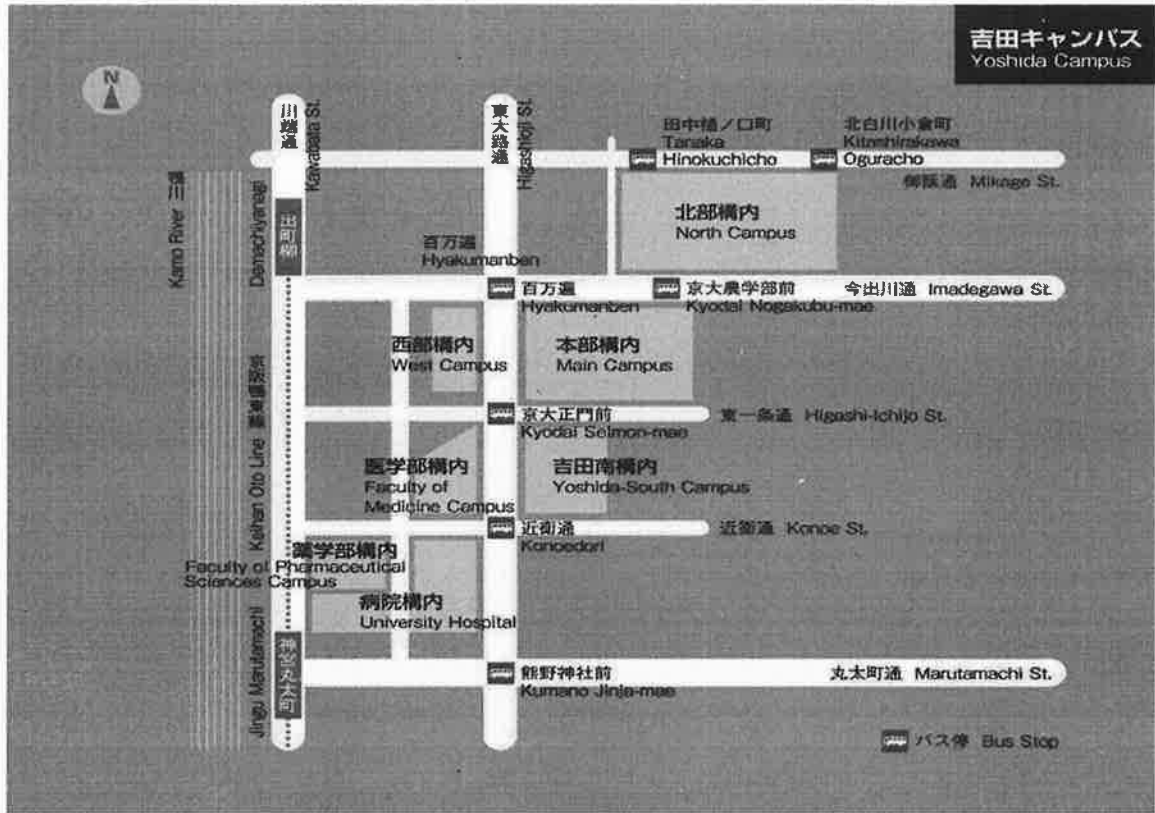 吉田キャンパス
Yoshida Campus
N
川端通
Kawabata St.
東大路通
Higashioji St.
田中樋ノ口町
Tanaka
Hinokuchicho
北白川小倉町
Kitashirakawa
Oguracho
御蔭通 Mikage St.
Kamo River 鴨川
Demachiyanagi
出町柳
北部構内
North Campus
百万遍
Hyakumanben
百万遍
Hyakumanben
京大農学部前
Kyodai Nogakubu-mae
今出川通 Imadegawa St.
西部構内
West Campus
本部構内
Main Campus
Keihan Oto Line
京大正門前
Kyodai Seimon-mae
東一条通 Higashi-Ichijo St.
医学部構内
Faculty of
Medicine Campus
吉田南構内
Yoshida-South Campus
近衛通
Konoedori
近衛通 Konoe St.
薬学部構内
Faculty of Pharmaceutical
Sciences Campus
病院構内
University Hospital
Jingu Marutamachi
神宮丸太町
熊野神社前
Kumano Jinja-mae
丸太町通 Marutamachi St.
バス停 Bus Stop